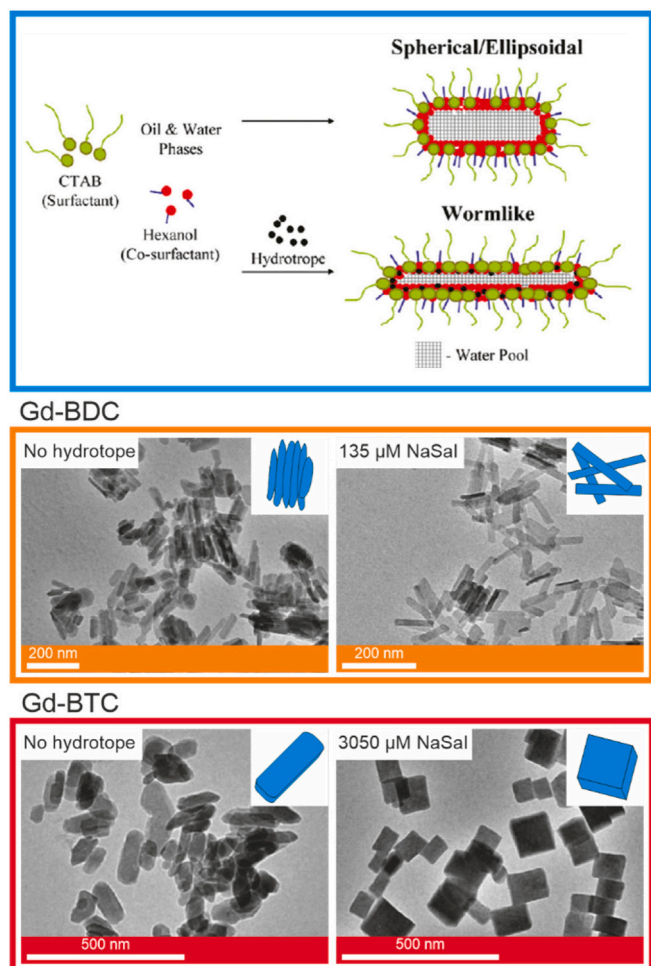 Spherical/Ellipsoidal
Oil & Water
Phases
CTAB
(Surfactant)
Hexanol
(Co-surfactant)
Hydrotrope
Wormlike
- Water Pool
Gd-BDC
No hydrotope
135 µM NaSal
200 nm
200 nm
Gd-BTC
No hydrotope
3050 µM NaSal
500 nm
500 nm